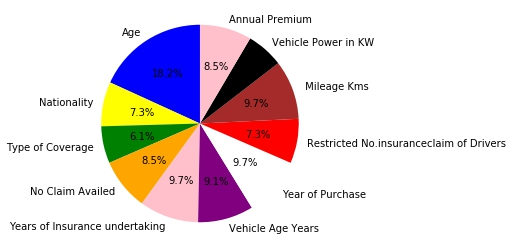 Annual Premium
Age
Vehicle Power in KW
8.5%
18.2%
Mileage Kms
9.7%
Nationality
7.3%
7.3%
6.1%
Restricted No.insuranceclaim of Drivers
Type of Coverage
8.5%
9.7%
9.7%
9.1%
No Claim Availed
Year of Purchase
Years of Insurance undertaking
Vehicle Age Years